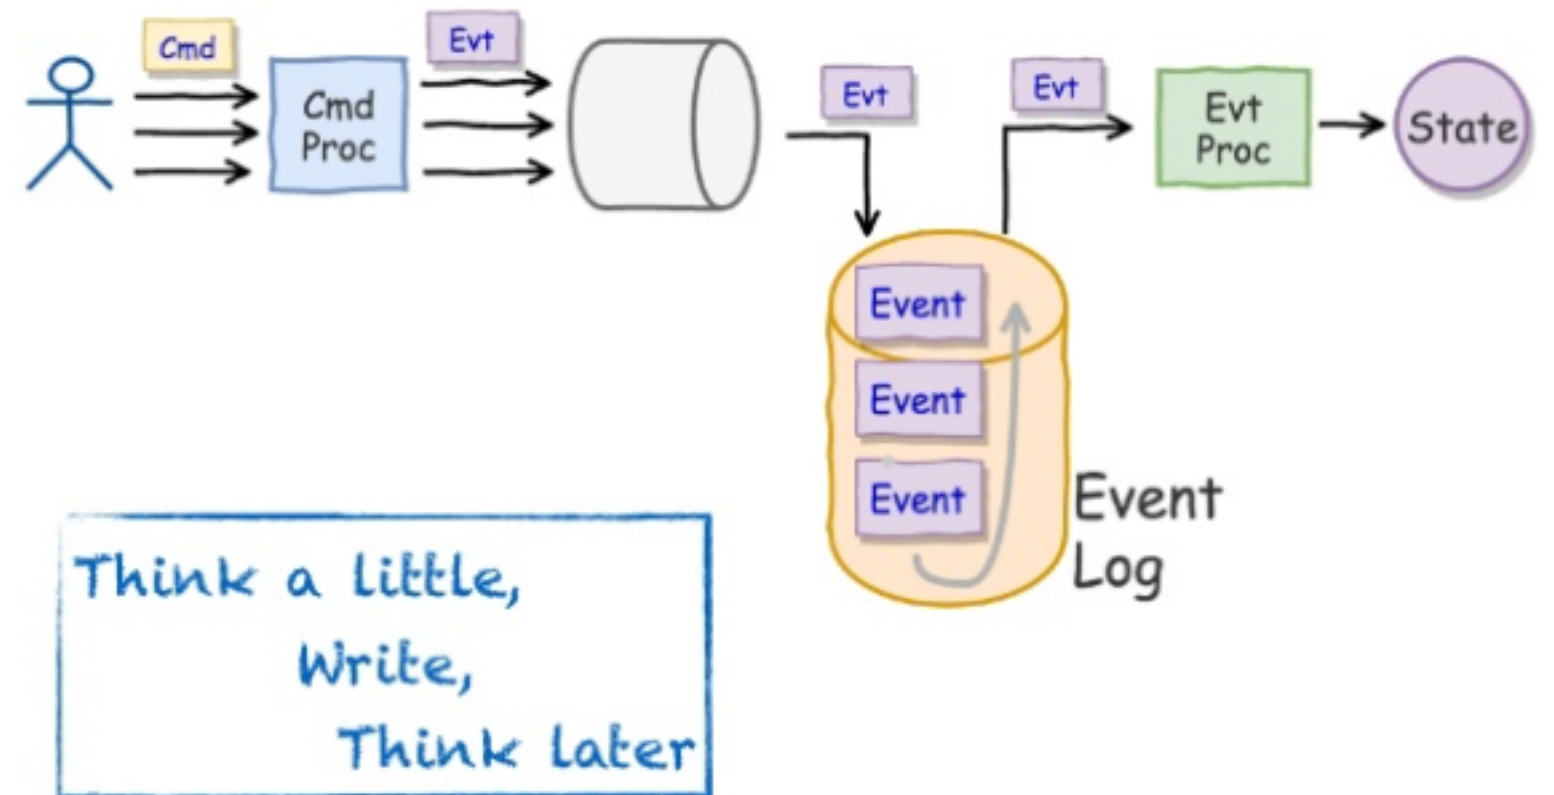 Cmd
Cmd
Proc
Evt
Evt
Evt
Evt
Proc
State
Event
Event
Event
Event
Log
Think a little,
Write,
Think later